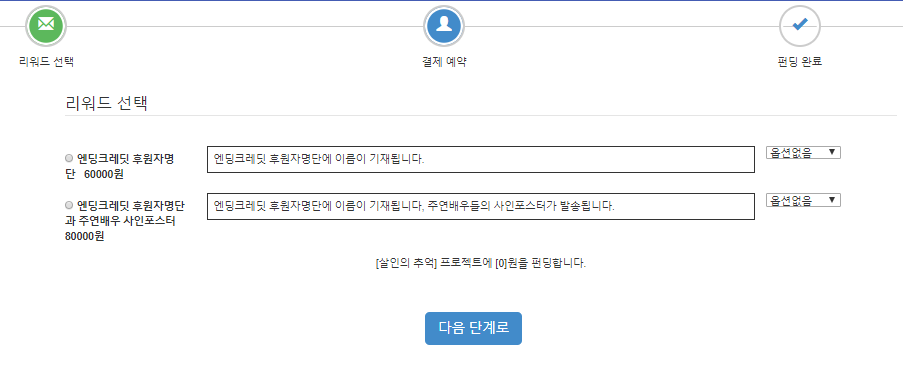 리워드 선택
결제 예약
펀딩 완료
리워드 선택
엔딩크레딧 후원자명
단 60000원
엔딩크레딧 후원자명단에 이름이 기재됩니다.
옵션없음
엔딩크레딧 후원자명단
과 주연배우 사인포스터
80000원
엔딩크레딧 후원자명단에 이름이 기재됩니다, 주연배우들의 사인포스터가 발송됩니다.
옵션없음
[살인의 추억] 프로젝트에 [0]원을 펀딩합니다.
다음 단계로